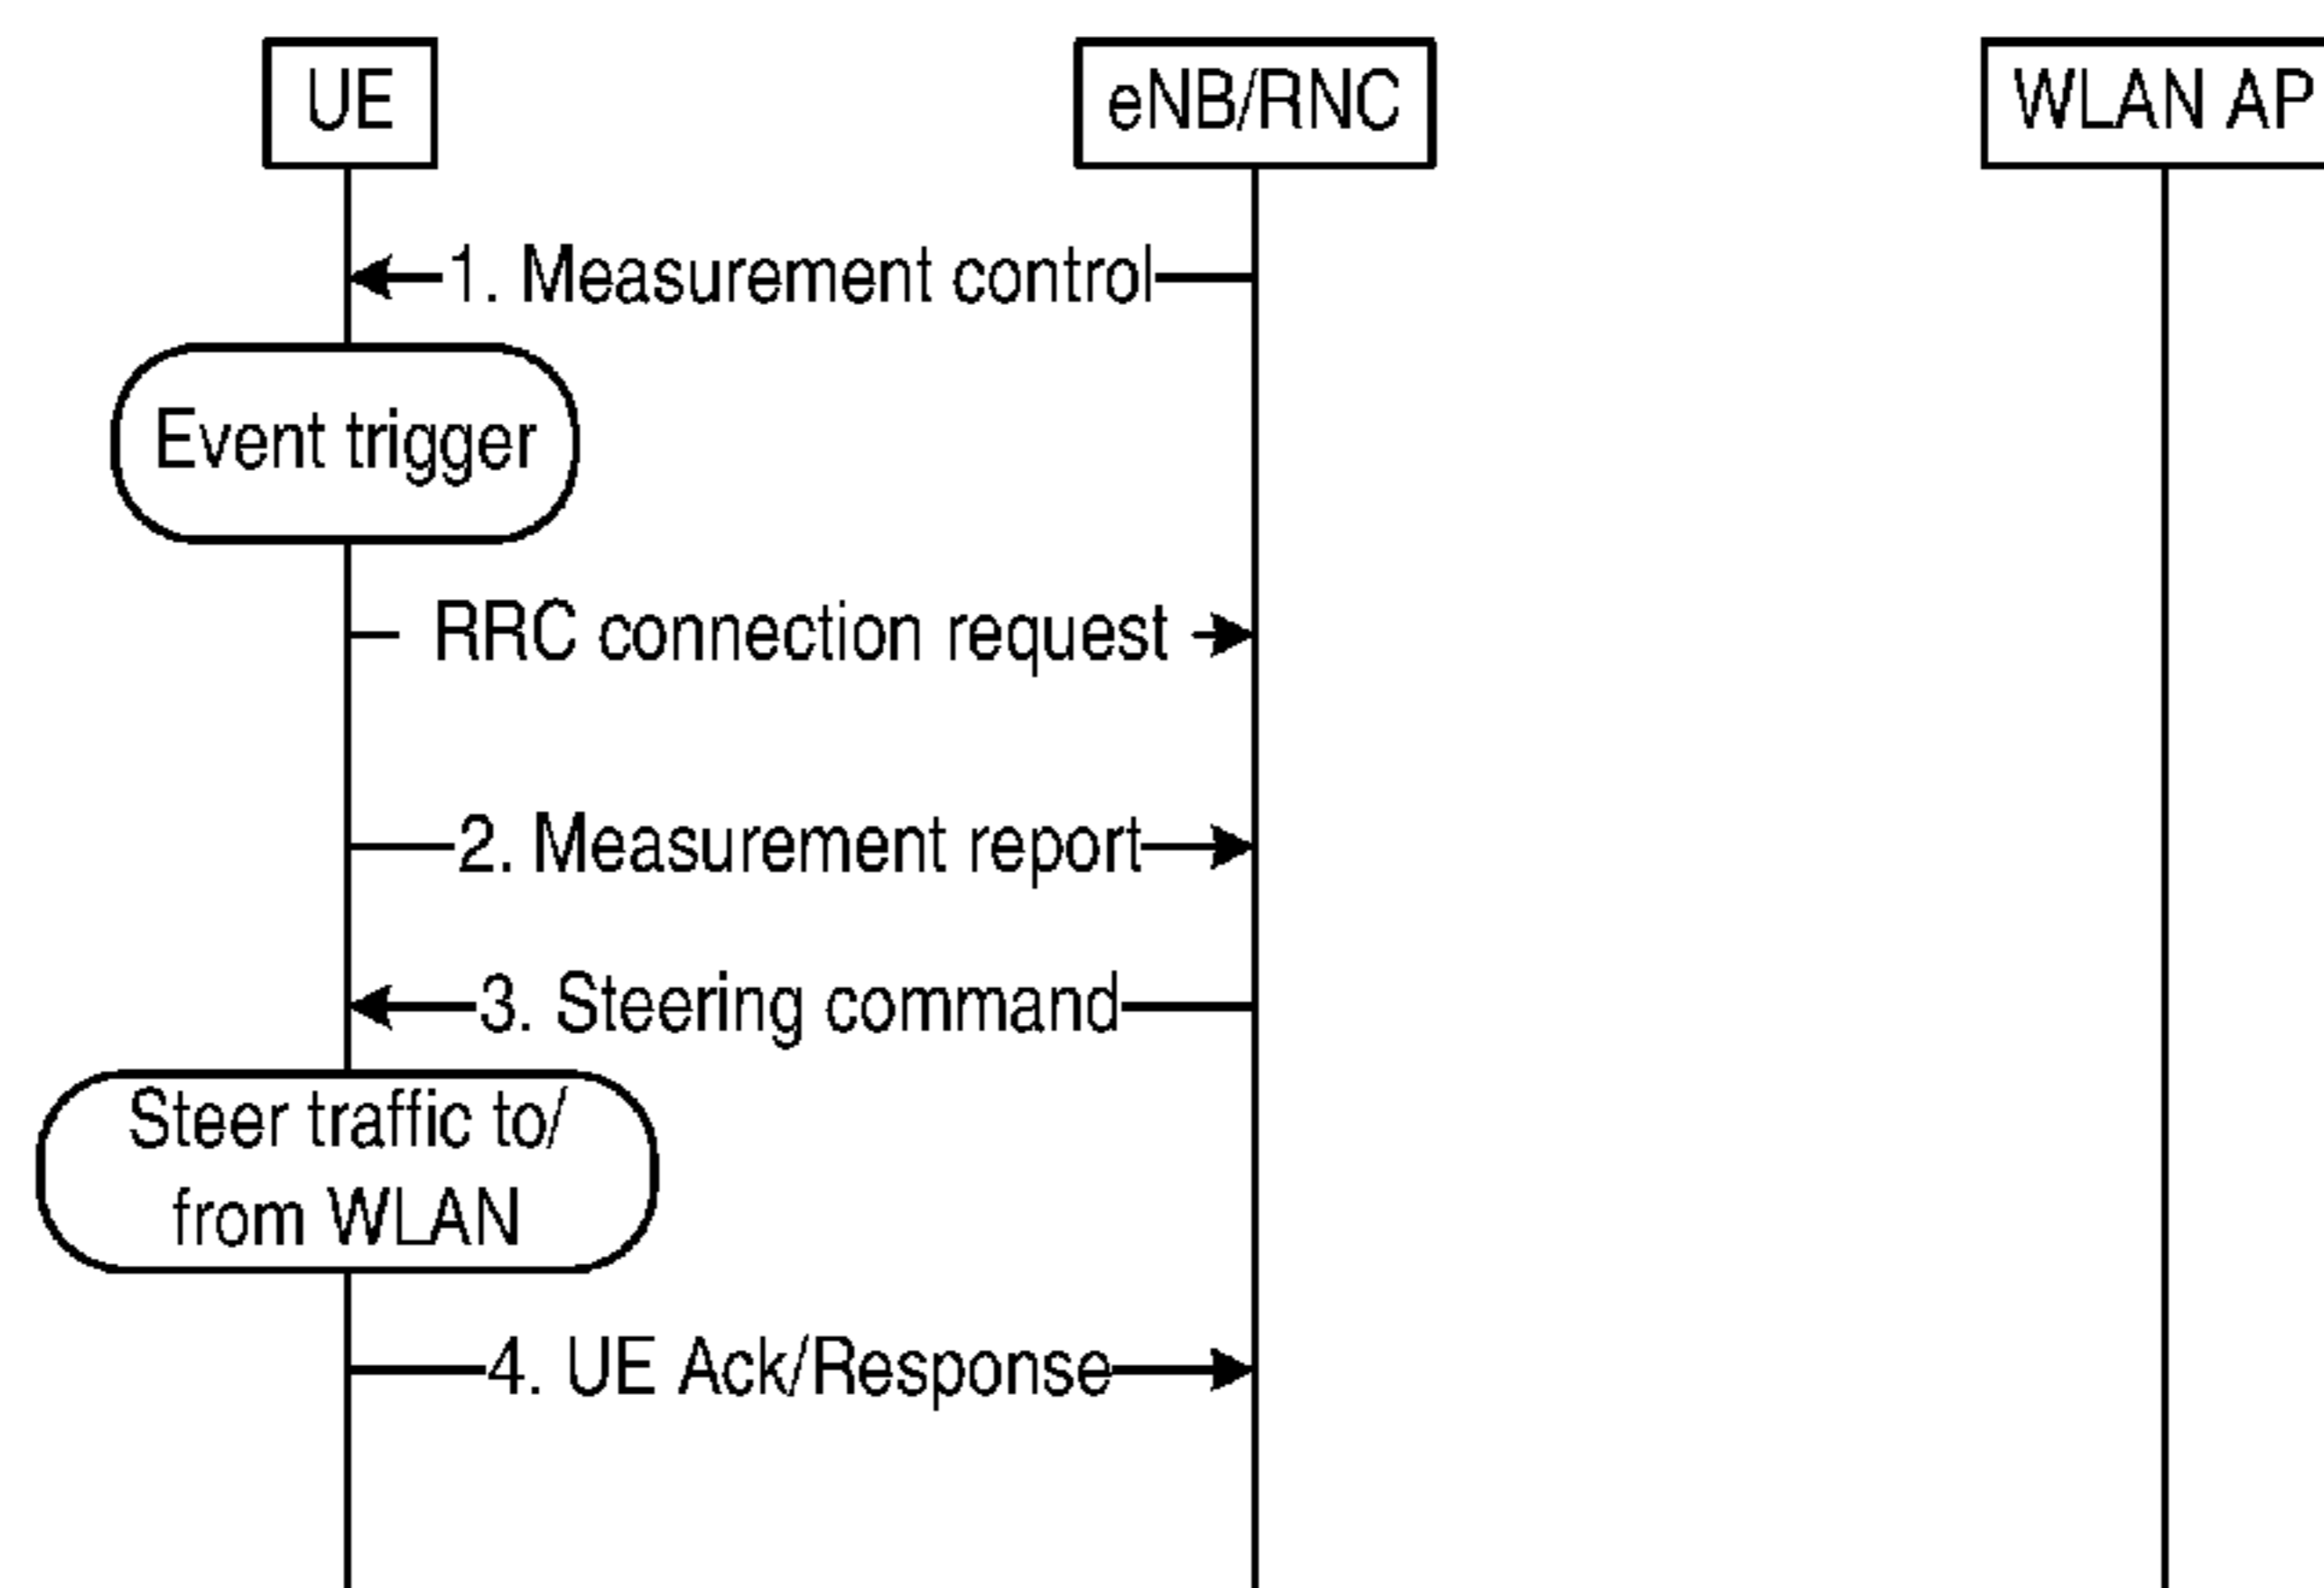 UE
eNB/RNC
WLAN AP
1. Measurement control
Event trigger
RRC connection request
2. Measurement report
3. Steering command
Steer traffic to/
from WLAN
4. UE Ack/Response